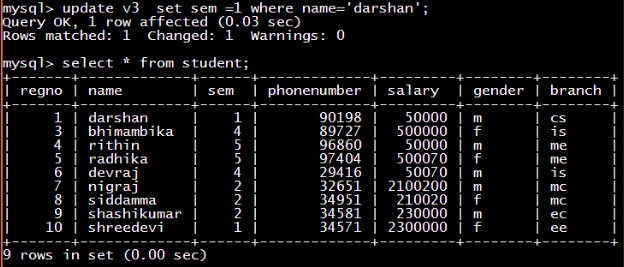 mysql> update v3  set sem =1 where name='darshan';
Query OK, 1 row affected (0.03 sec)
Rows matched: 1  Changed: 1  Warnings: 0
mysql> select * from student;
+-------+-------------+------+-------------+---------+--------+--------+
| regno | name        | sem  | phonenumber | salary  | gender | branch |
+-------+-------------+------+-------------+---------+--------+--------+
|     1 | darshan     |    1 |       90198 |   50000 | m      | cs     |
|     3 | bhimambika  |    4 |       89727 |  500000 | f      | is     |
|     4 | rithin      |    5 |       96860 |   50000 | m      | me     |
|     5 | radhika     |    5 |       97404 |  500070 | f      | me     |
|     6 | devraj      |    4 |       29416 |   50070 | m      | is     |
|     7 | nigraj      |    2 |       32651 | 2100200 | m      | mc     |
|     8 | siddamma    |    2 |       34951 |  210020 | f      | mc     |
|     9 | shashikumar |    2 |       34581 |  230000 | m      | ec     |
|    10 | shreedevi   |    1 |       34571 | 2300000 | f      | ee     |
+-------+-------------+------+-------------+---------+--------+--------+
9 rows in set (0.00 sec)